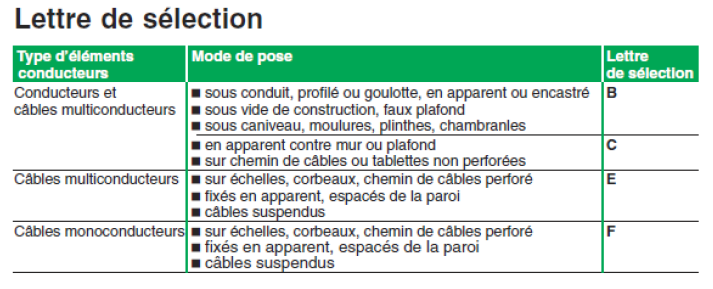 Lettre de sélection
Type d'éléments conducteurs Mode de pose Lettre de sélection
Conducteurs et câbles multiconducteurs ■ sous conduit, profilé ou goulotte, en apparent ou encastré B
■ sous vide de construction, faux plafond
■ sous caniveau, moulures, plinthes, chambranles
■ en apparent contre mur ou plafond C
■ sur chemin de câbles ou tablettes non perforées
Câbles multiconducteurs ■ sur échelles, corbeaux, chemin de câbles perforé E
■ fixés en apparent, espacés de la paroi
■ câbles suspendus
Câbles monoconducteurs ■ sur échelles, corbeaux, chemin de câbles perforé F
■ fixés en apparent, espacés de la paroi
■ câbles suspendus